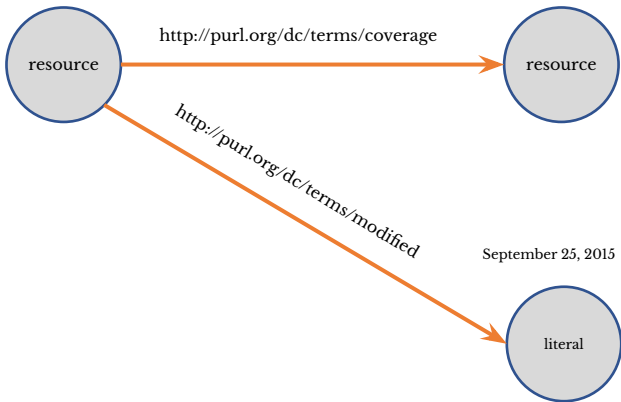 http://purl.org/dc/terms/coverage
resource
resource
http://purl.org/dc/terms/modified
September 25, 2015
literal